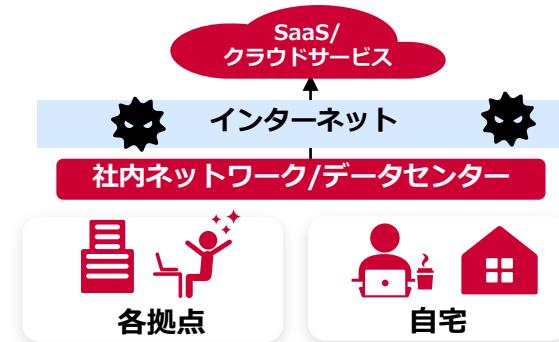 SaaS/
クラウドサービス
インターネット
社内ネットワーク/データセンター
各拠点
自宅